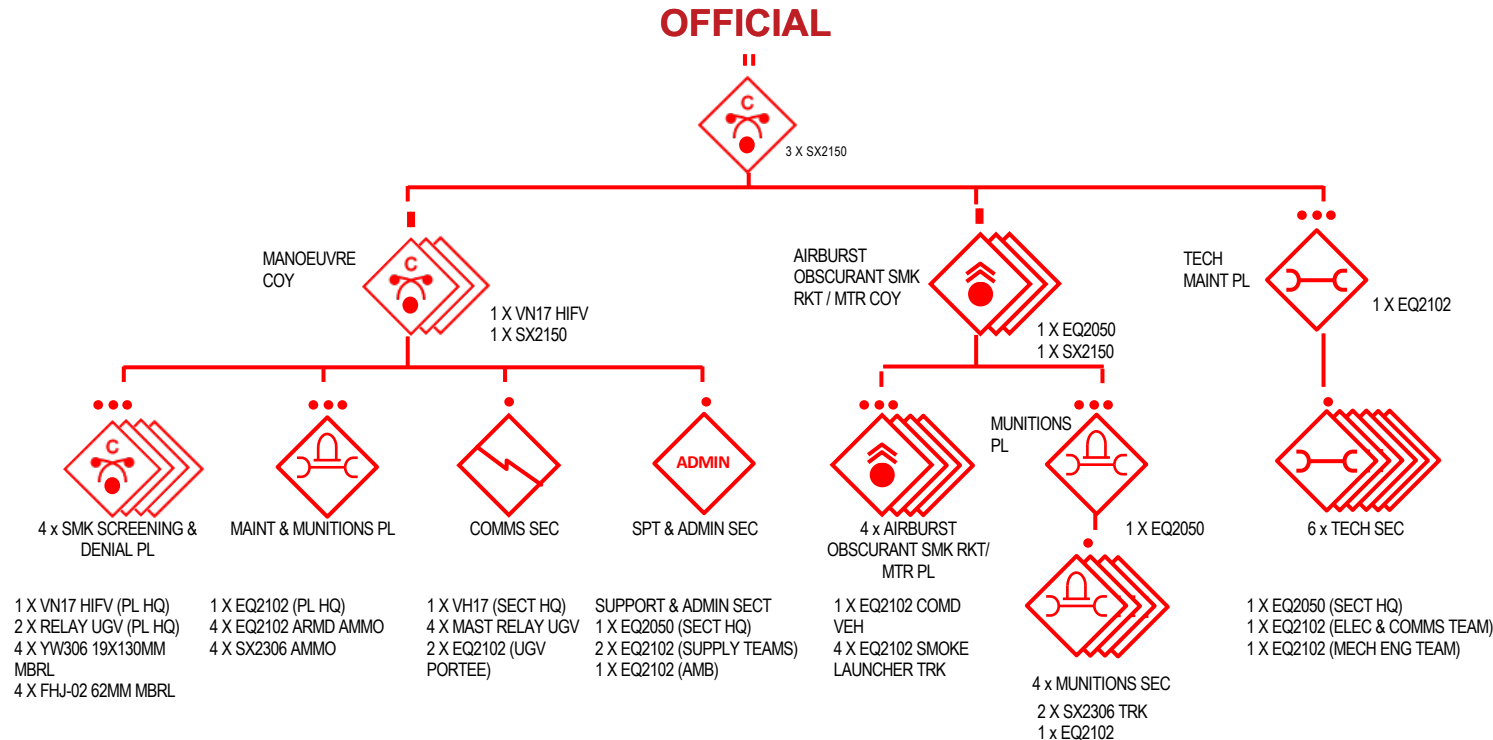 OFFICIAL
C
3 X SX2150
MANOEUVRE
COY
C
1 X VN17 HIFV
1 X SX2150
AIRBURST
OBSCURANT SMK
RKT / MTR COY
1 X EQ2050
1 X SX2150
TECH
MAINT PL
1 X EQ2102
C
4 x SMK SCREENING &
DENIAL PL
1 X VN17 HIFV (PL HQ)
2 X RELAY UGV (PL HQ)
4 X YW306 19X130MM
MBRL
4 X FHJ-02 62MM MBRL
MAINT & MUNITIONS PL
1 X EQ2102 (PL HQ)
4 X EQ2102 ARMD AMMO
4 X SX2306 AMMO
COMMS SEC
1 X VH17 (SECT HQ)
4 X MAST RELAY UGV
2 X EQ2102 (UGV
PORTEE)
ADMIN
SPT & ADMIN SEC
SUPPORT & ADMIN SECT
1 X EQ2050 (SECT HQ)
2 X EQ2102 (SUPPLY TEAMS)
1 X EQ2102 (AMB)
4 x AIRBURST
OBSCURANT SMK RKT/
MTR PL
1 X EQ2102 COMD
VEH
4 X EQ2102 SMOKE
LAUNCHER TRK
MUNITIONS
PL
1 X EQ2050
4 x MUNITIONS SEC
2 X SX2306 TRK
1 x EQ2102
6 x TECH SEC
1 X EQ2050 (SECT HQ)
1 X EQ2102 (ELEC & COMMS TEAM)
1 X EQ2102 (MECH ENG TEAM)